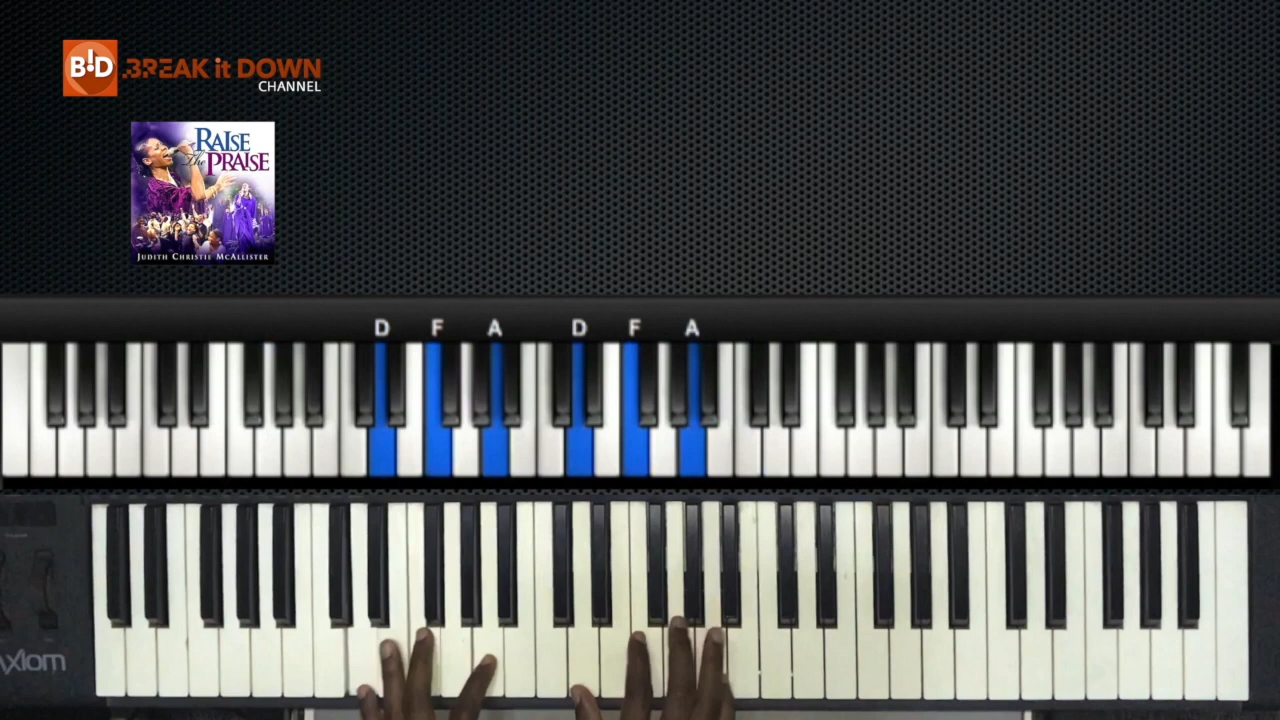 B!D BREAK it DOWN
CHANNEL
RAISE
The PRAISE
JUDITH CHRISTIE MCALLISTER
D F A D F A
Axiom